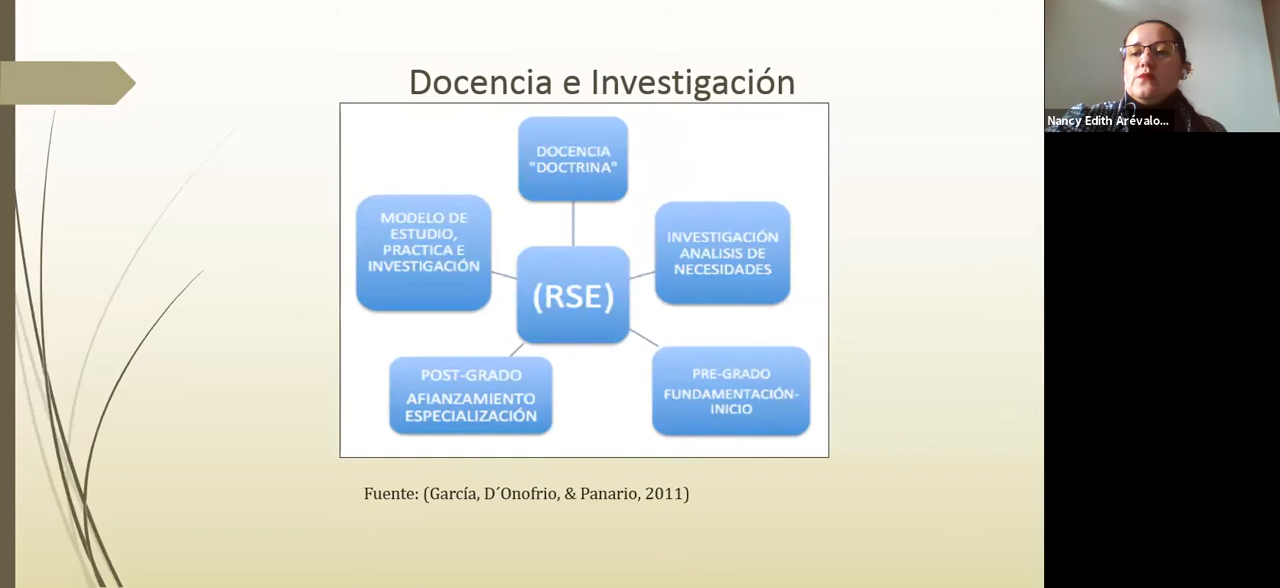 Docencia e Investigación
DOCENCIA
"DOCTRINA"
MODELO DE
ESTUDIO,
PRACTICA E
INVESTIGACIÓN
INVESTIGACIÓN
ANALISIS DE
NECESIDADES
(RSE)
POST-GRADO
AFIANZAMIENTO
ESPECIALIZACIÓN
PRE-GRADO
FUNDAMENTACIÓN-
INICIO
Fuente: (García, D´Onofrio, & Panario, 2011)
Nancy Edith Arévalo...